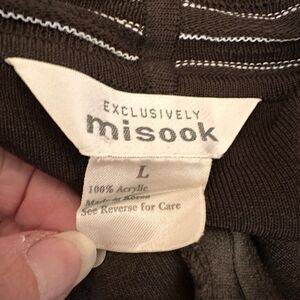 EXCLUSIVELY
misook
L
100% Acrylic
Made in Korea
See Reverse for Care